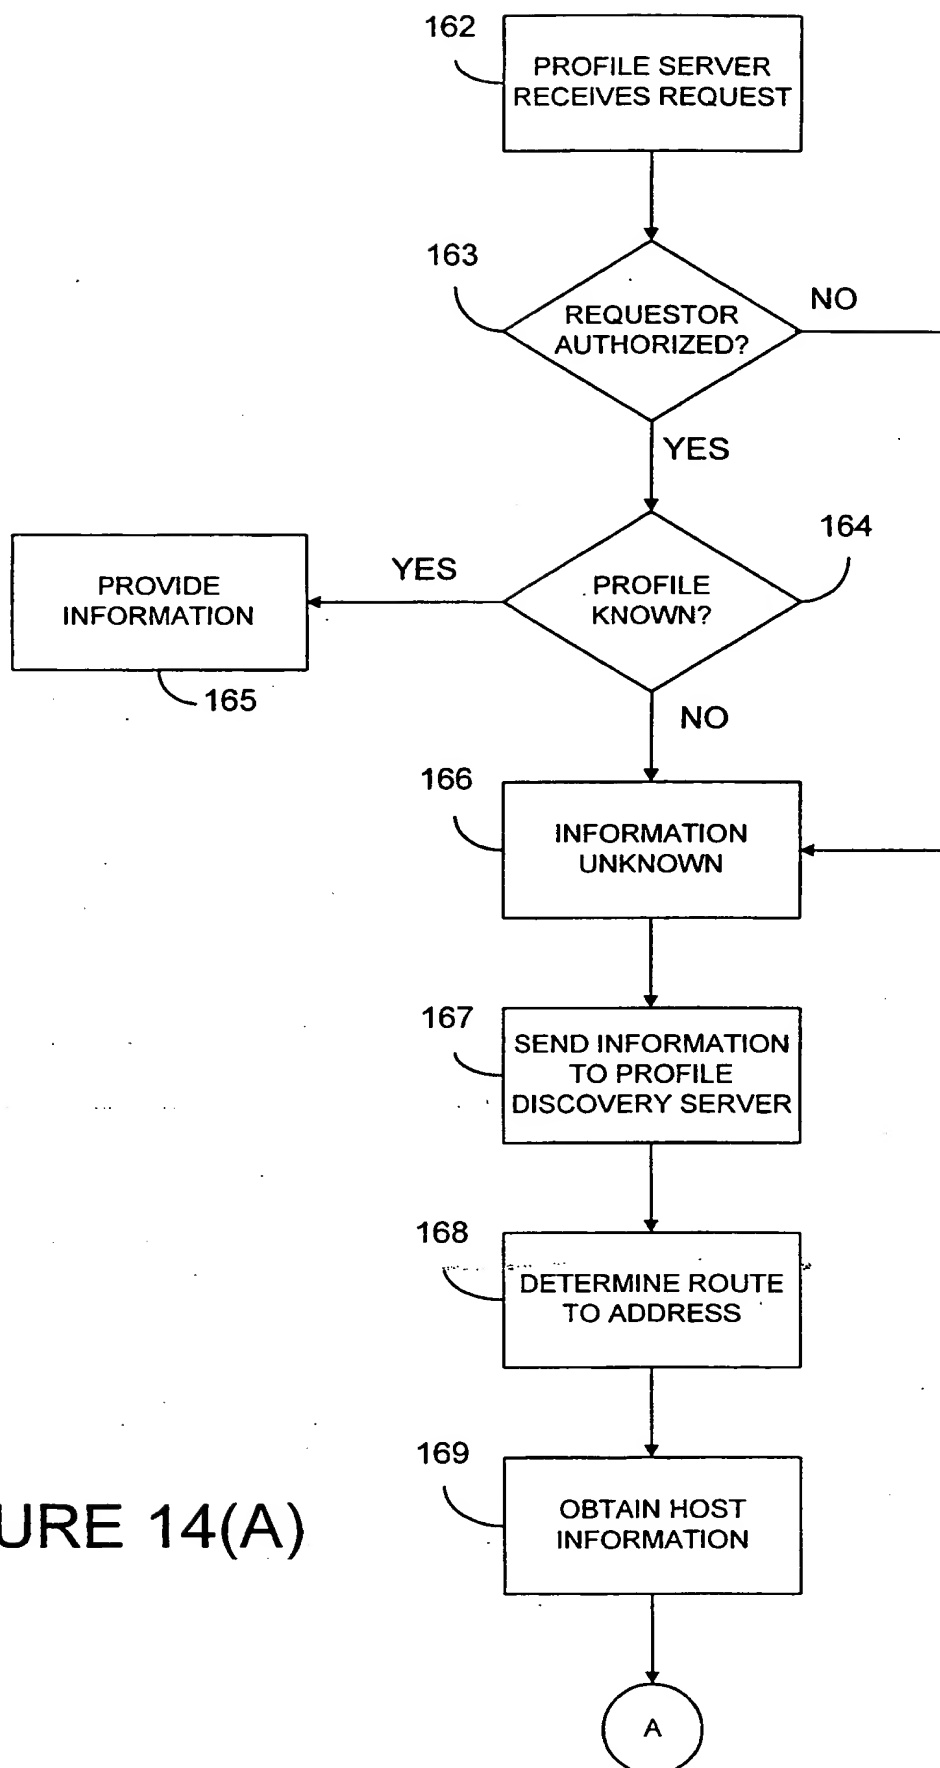 162
PROFILE SERVER
RECEIVES REQUEST
163
REQUESTOR
AUTHORIZED?
NO
YES
164
PROFILE
KNOWN?
YES
PROVIDE
INFORMATION
165
NO
166
INFORMATION
UNKNOWN
167
SEND INFORMATION
TO PROFILE
DISCOVERY SERVER
168
DETERMINE ROUTE
TO ADDRESS
169
OBTAIN HOST
INFORMATION
URE 14(A)
A